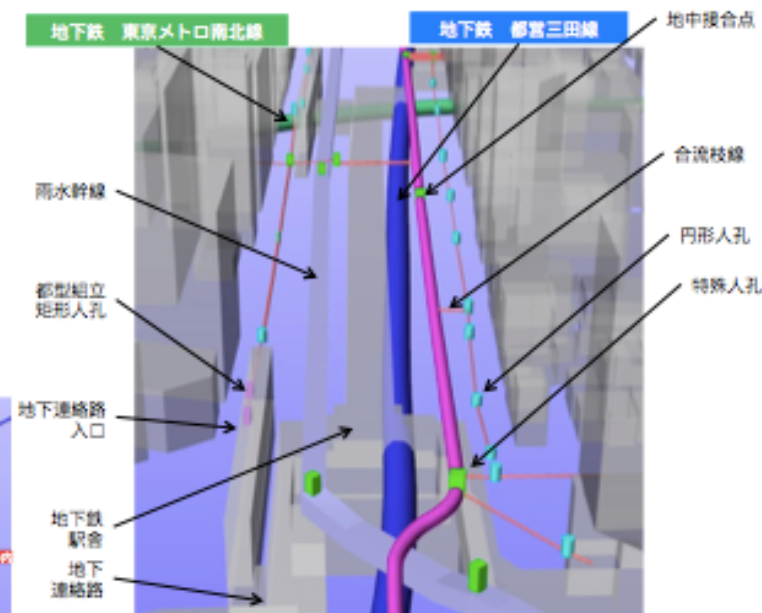 地下鉄 東京メトロ南北線
地下鉄 都営三田線
地中接合点
合流枝線
円形人孔
特殊人孔
雨水幹線
都型組立
矩形人孔
地下連絡路
入口
地下鉄
駅舎
地下
連絡路